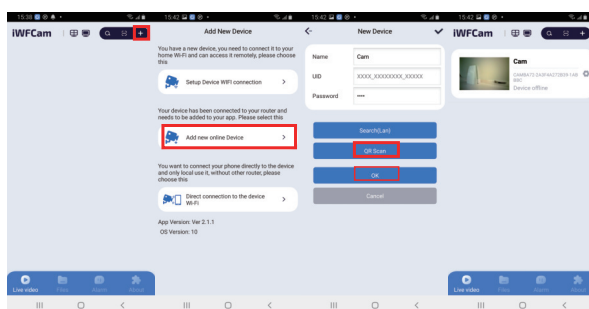 15:38
iWFCam
Live video
Files
Alarm
About
15:42
Add New Device
You have a new device, you need to connect it to your
home Wi-Fi and can access it remotely, please choose
this
Setup Device WIFI connection
Your device has been connected to your router and
needs to be added to your app. Please select this
Add new online Device
You want to connect your phone directly to the device
and only local use it, without other router, please
choose this
Direct connection to the device
Wi-Fi
App Version: Ver 2.1.1
OS Version: 10
15:42
New Device
Name Cam
UID XXXX_XXXXXXXX_XXXXX
Password ••••
Search(Lan)
QR Scan
OK
Cancel
15:42
iWFCam
Cam
Device offline
Live video
Files
Alarm
About